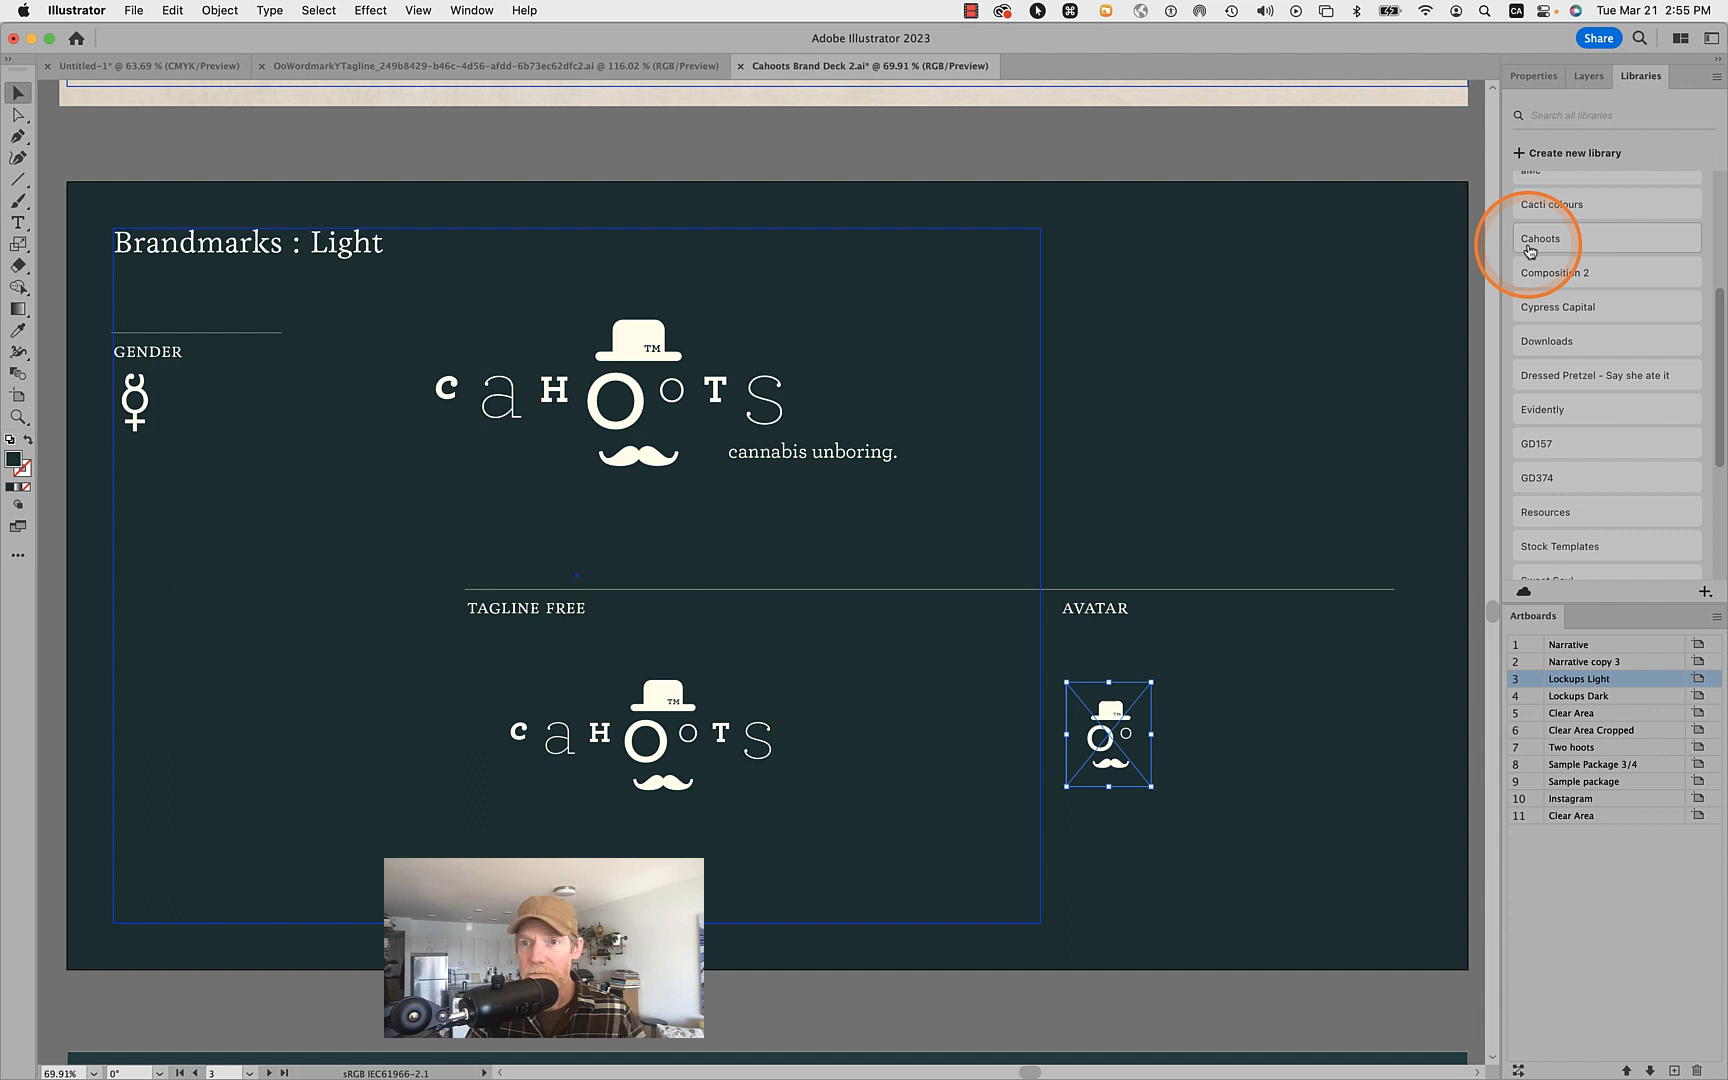 Illustrator File Edit Object Type Select Effect View Window Help
CA
Tue Mar 21 2:55 PM
Adobe Illustrator 2023
Share
Untitled-1* @ 63.69 % (CMYK/Preview)
OoWordmarkYTagline_249b8429-b46c-4d56-afdd-6b73ec62dfc2.ai @ 116.02 % (RGB/Preview)
Cahoots Brand Deck 2.ai* @ 69.91 % (RGB/Preview)
Properties
Layers
Libraries
Search all libraries
Create new library
Cacti colours
Cahoots
Composition 2
Cypress Capital
Downloads
Dressed Pretzel - Say she ate it
Evidently
GD157
GD374
Resources
Stock Templates
Brandmarks : Light
GENDER
TM
CaHOoTS
cannabis unboring.
TAGLINE FREE
AVATAR
TM
CaHOoTS
TM
Oo
Artboards
1 Narrative
2 Narrative copy 3
3 Lockups Light
4 Lockups Dark
5 Clear Area
6 Clear Area Cropped
7 Two hoots
8 Sample Package 3/4
9 Sample package
10 Instagram
11 Clear Area
69.91%
0°
3
sRGB IEC61966-2.1